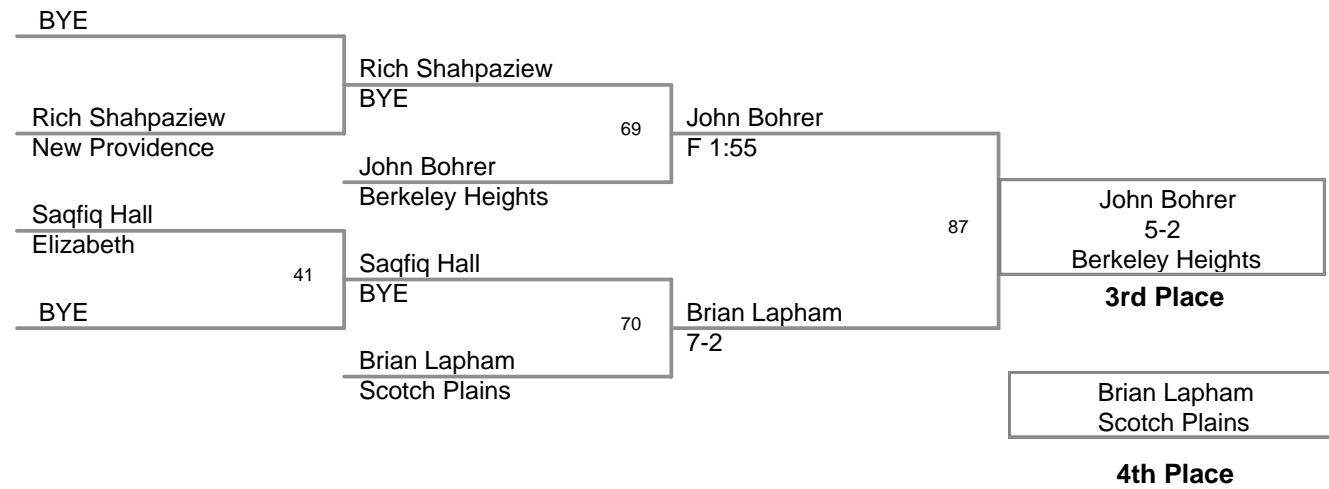 BYE
Rich Shahpaziew
New Providence
Saqfiq Hall
Elizabeth
41
BYE
Rich Shahpaziew
BYE
69
John Bohrer
Berkeley Heights
Saqfiq Hall
BYE
70
Brian Lapham
Scotch Plains
John Bohrer
F 1:55
87
Brian Lapham
7-2
John Bohrer
5-2
Berkeley Heights
3rd Place
Brian Lapham
Scotch Plains
4th Place